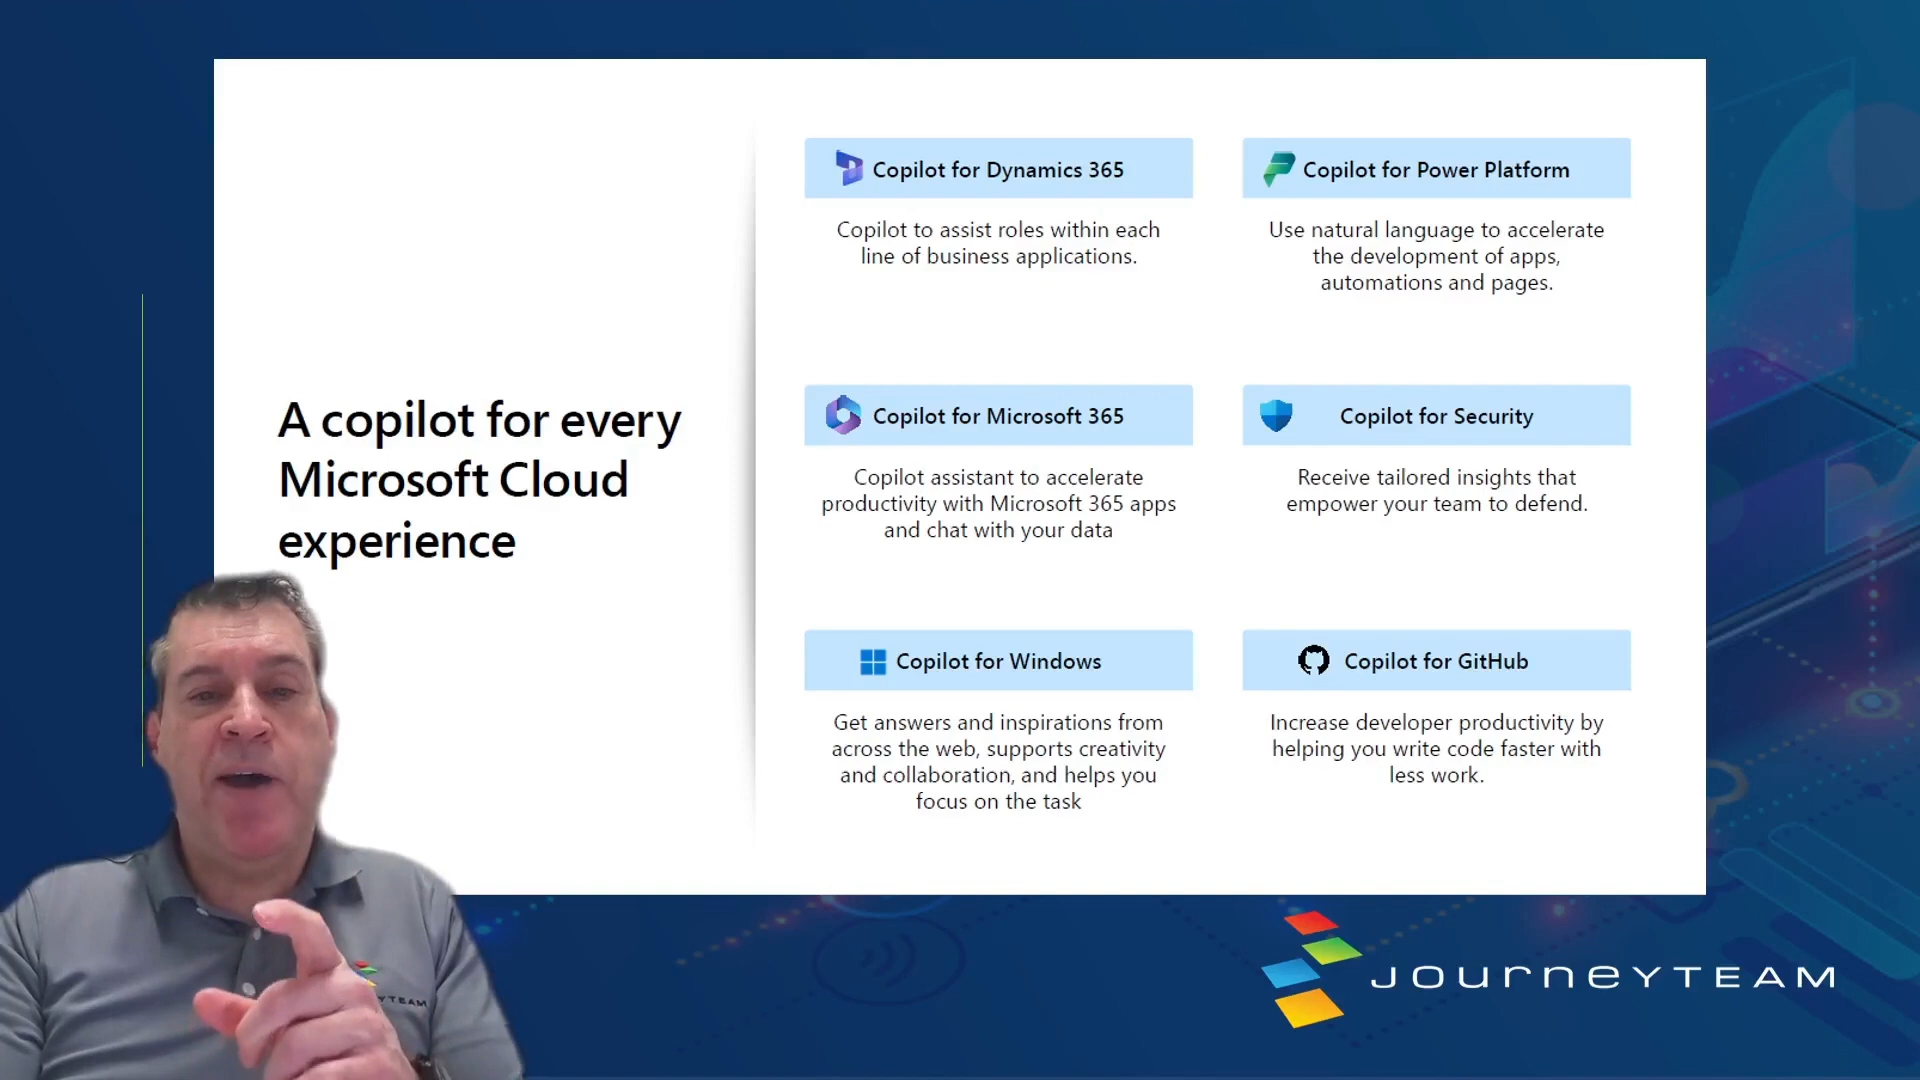 A copilot for every
Microsoft Cloud
experience
Copilot for Dynamics 365
Copilot to assist roles within each
line of business applications.
Copilot for Power Platform
Use natural language to accelerate
the development of apps,
automations and pages.
Copilot for Microsoft 365
Copilot assistant to accelerate
productivity with Microsoft 365 apps
and chat with your data
Copilot for Security
Receive tailored insights that
empower your team to defend.
Copilot for Windows
Get answers and inspirations from
across the web, supports creativity
and collaboration, and helps you
focus on the task
Copilot for GitHub
Increase developer productivity by
helping you write code faster with
less work.
JOURNEYTEAM